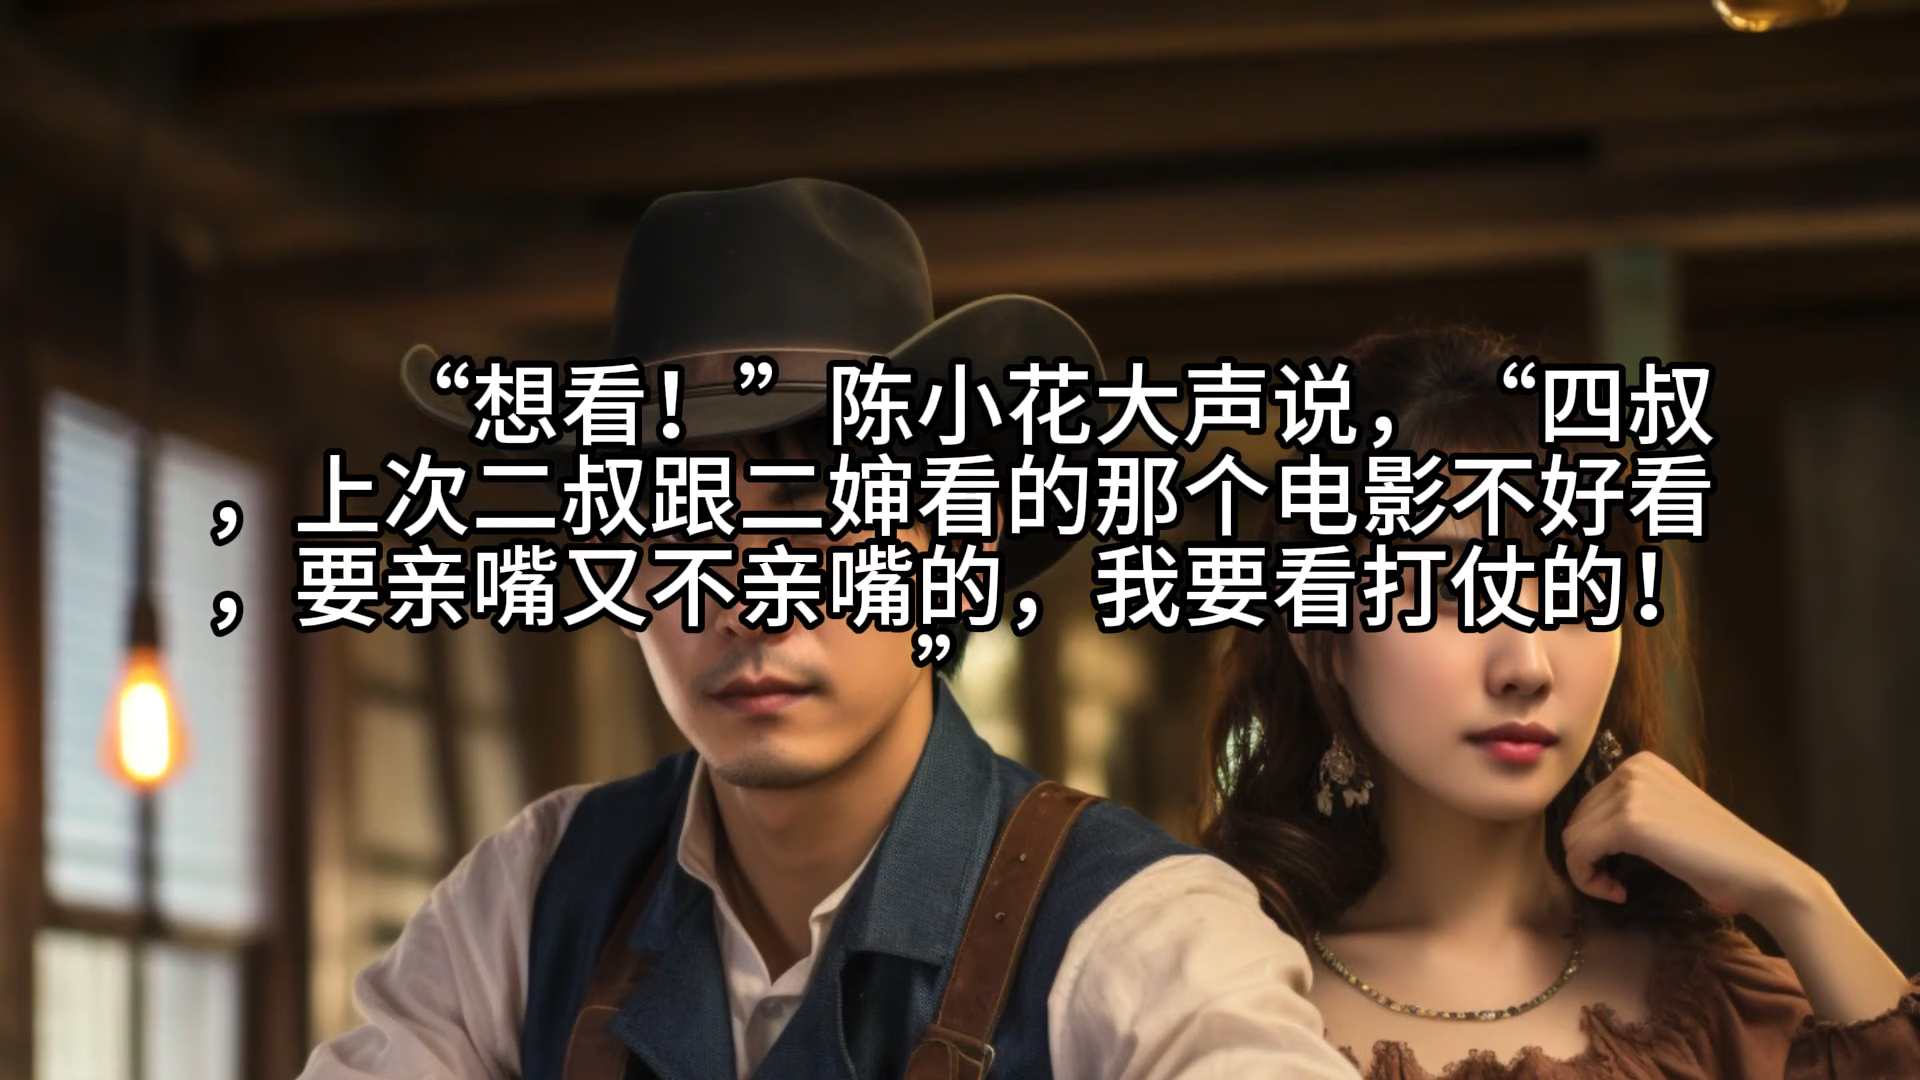 “想看！”陈小花大声说，“四叔
，上次二叔跟二婶看的那个电影不好看
，要亲嘴又不亲嘴的，我要看打仗的！
”